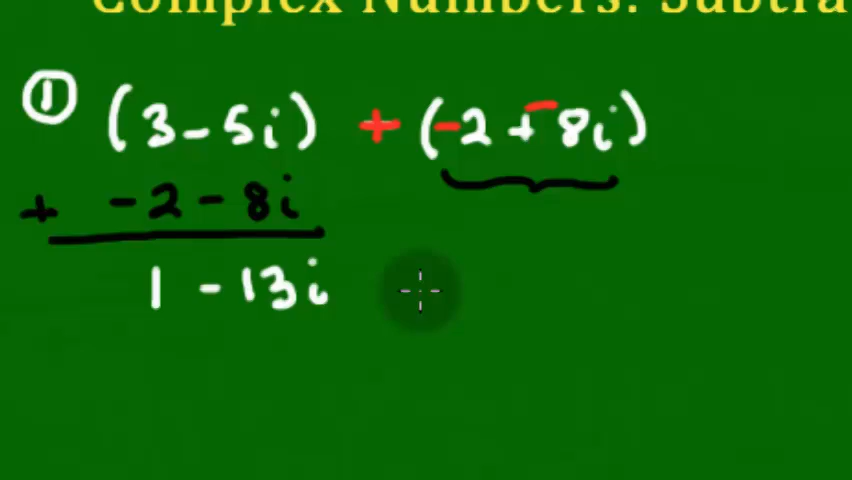 Complex Numbers: Subtra
① (3 - 5i) + (-2 + - 8i)
+ -2 - 8i
1 - 13i